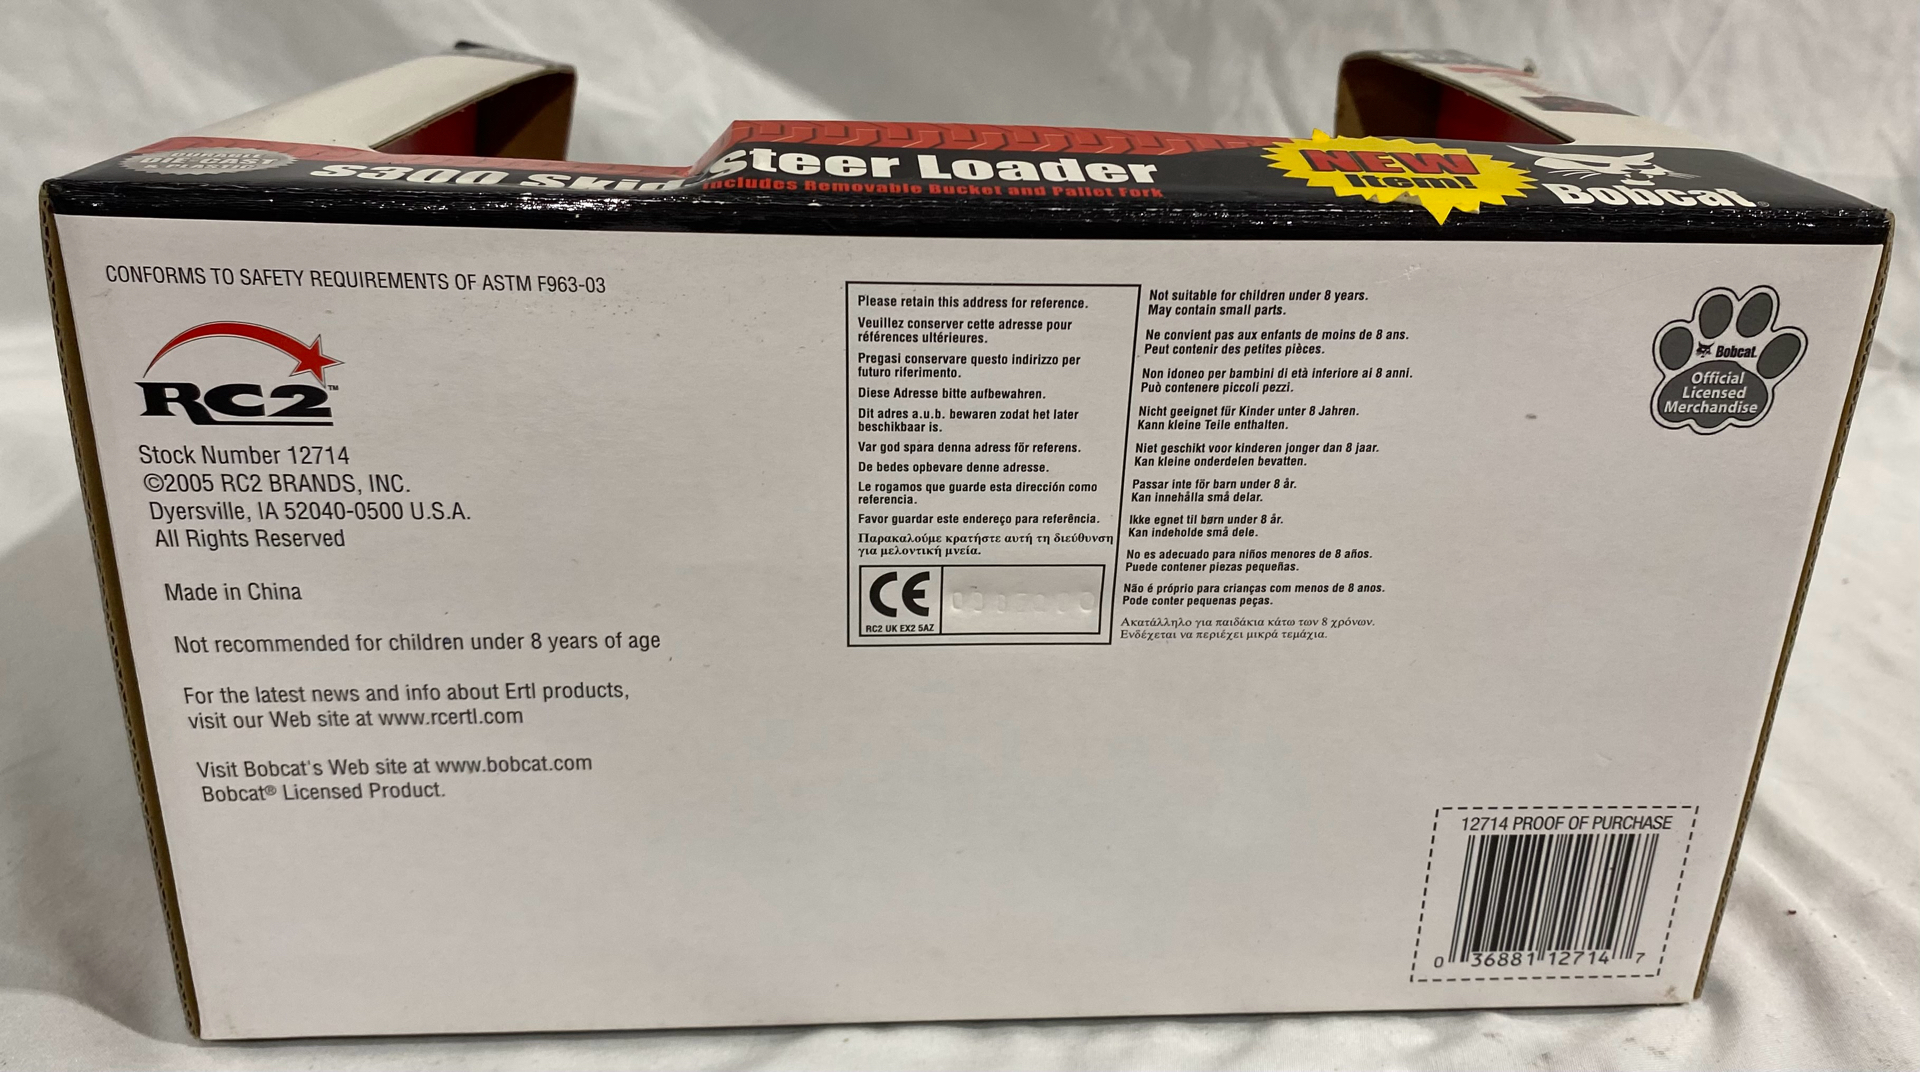 DIE-CAST
S300 Skid Steer Loader
Includes Removable Bucket and Pallet Fork
NEW
Item!
Bobcat®
CONFORMS TO SAFETY REQUIREMENTS OF ASTM F963-03
RC2™
Stock Number 12714
©2005 RC2 BRANDS, INC.
Dyersville, IA 52040-0500 U.S.A.
All Rights Reserved
Made in China
Not recommended for children under 8 years of age
For the latest news and info about Ertl products,
visit our Web site at www.rcertl.com
Visit Bobcat's Web site at www.bobcat.com
Bobcat® Licensed Product.
Please retain this address for reference.
Veuillez conserver cette adresse pour
références ultérieures.
Pregasi conservare questo indirizzo per
futuro riferimento.
Diese Adresse bitte aufbewahren.
Dit adres a.u.b. bewaren zodat het later
beschikbaar is.
Var god spara denna adress för referens.
De bedes opbevare denne adresse.
Le rogamos que guarde esta dirección como
referencia.
Favor guardar este endereço para referência.
Παρακαλούμε κρατήστε αυτή τη διεύθυνση
για μελοντική μνεία.
CE
RC2 UK EX2 5AZ
Not suitable for children under 8 years.
May contain small parts.
Ne convient pas aux enfants de moins de 8 ans.
Peut contenir des petites pièces.
Non idoneo per bambini di età inferiore ai 8 anni.
Può contenere piccoli pezzi.
Nicht geeignet für Kinder unter 8 Jahren.
Kann kleine Teile enthalten.
Niet geschikt voor kinderen jonger dan 8 jaar.
Kan kleine onderdelen bevatten.
Passar inte för barn under 8 år.
Kan innehålla små delar.
Ikke egnet til børn under 8 år.
Kan indeholde små dele.
No es adecuado para niños menores de 8 años.
Puede contener piezas pequeñas.
Não é próprio para crianças com menos de 8 anos.
Pode conter pequenas peças.
Ακατάλληλο για παιδάκια κάτω των 8 χρόνων.
Ενδέχεται να περιέχει μικρά τεμάχια.
Bobcat.
Official
Licensed
Merchandise
12714 PROOF OF PURCHASE
0 36881 12714 7